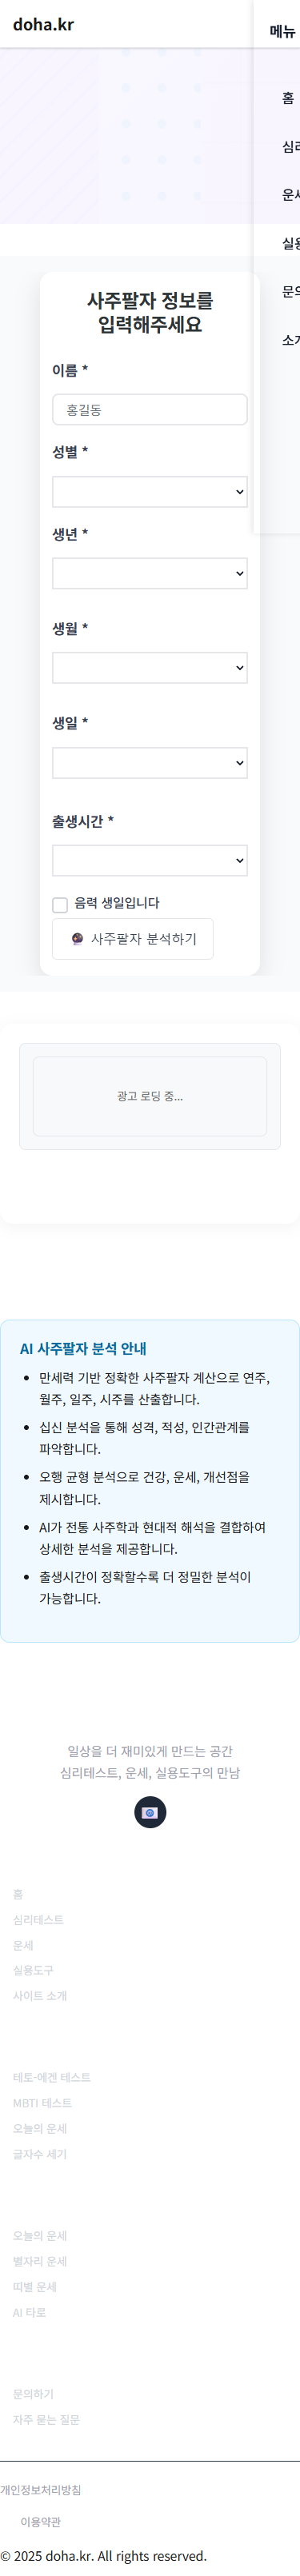 doha.kr
메뉴
홈
운세
사주팔자 정보를
입력해주세요
이름 *
홍길동
성별 *
생년 *
생월 *
생일 *
출생시간 *
음력 생일입니다
사주팔자 분석하기
광고 로딩 중...
AI 사주팔자 분석 안내
만세력 기반 정확한 사주팔자 계산으로 연주,
월주, 일주, 시주를 산출합니다.
십신 분석을 통해 성격, 적성, 인간관계를
파악합니다.
오행 균형 분석으로 건강, 운세, 개선점을
제시합니다.
AI가 전통 사주학과 현대적 해석을 결합하여
상세한 분석을 제공합니다.
출생시간이 정확할수록 더 정밀한 분석이
가능합니다.
일상을 더 재미있게 만드는 공간
심리테스트, 운세, 실용도구의 만남
홈
심리테스트
운세
실용도구
사이트 소개
테토-에겐 테스트
MBTI 테스트
오늘의 운세
글자수 세기
오늘의 운세
별자리 운세
띠별 운세
AI 타로
문의하기
자주 묻는 질문
개인정보처리방침
이용약관
© 2025 doha.kr. All rights reserved.